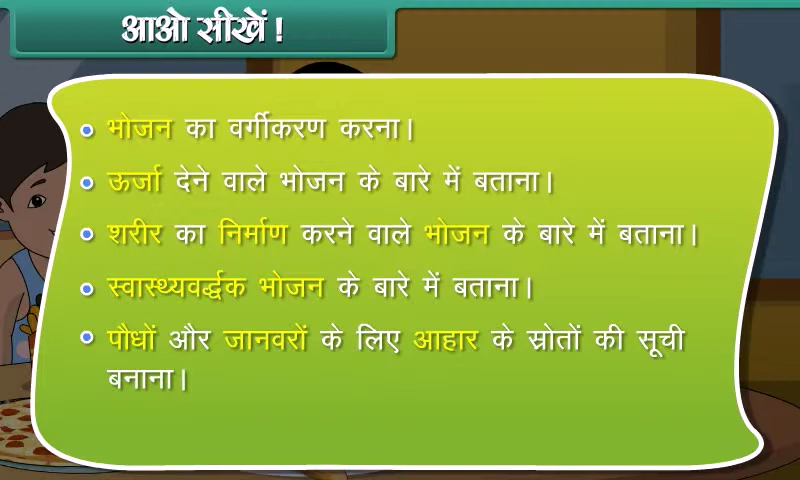 आओ सीखें!
भोजन का वर्गीकरण करना।
ऊर्जा देने वाले भोजन के बारे में बताना।
शरीर का निर्माण करने वाले भोजन के बारे में बताना।
स्वास्थ्यवर्द्धक भोजन के बारे में बताना।
पौधों और जानवरों के लिए आहार के स्रोतों की सूची
बनाना।